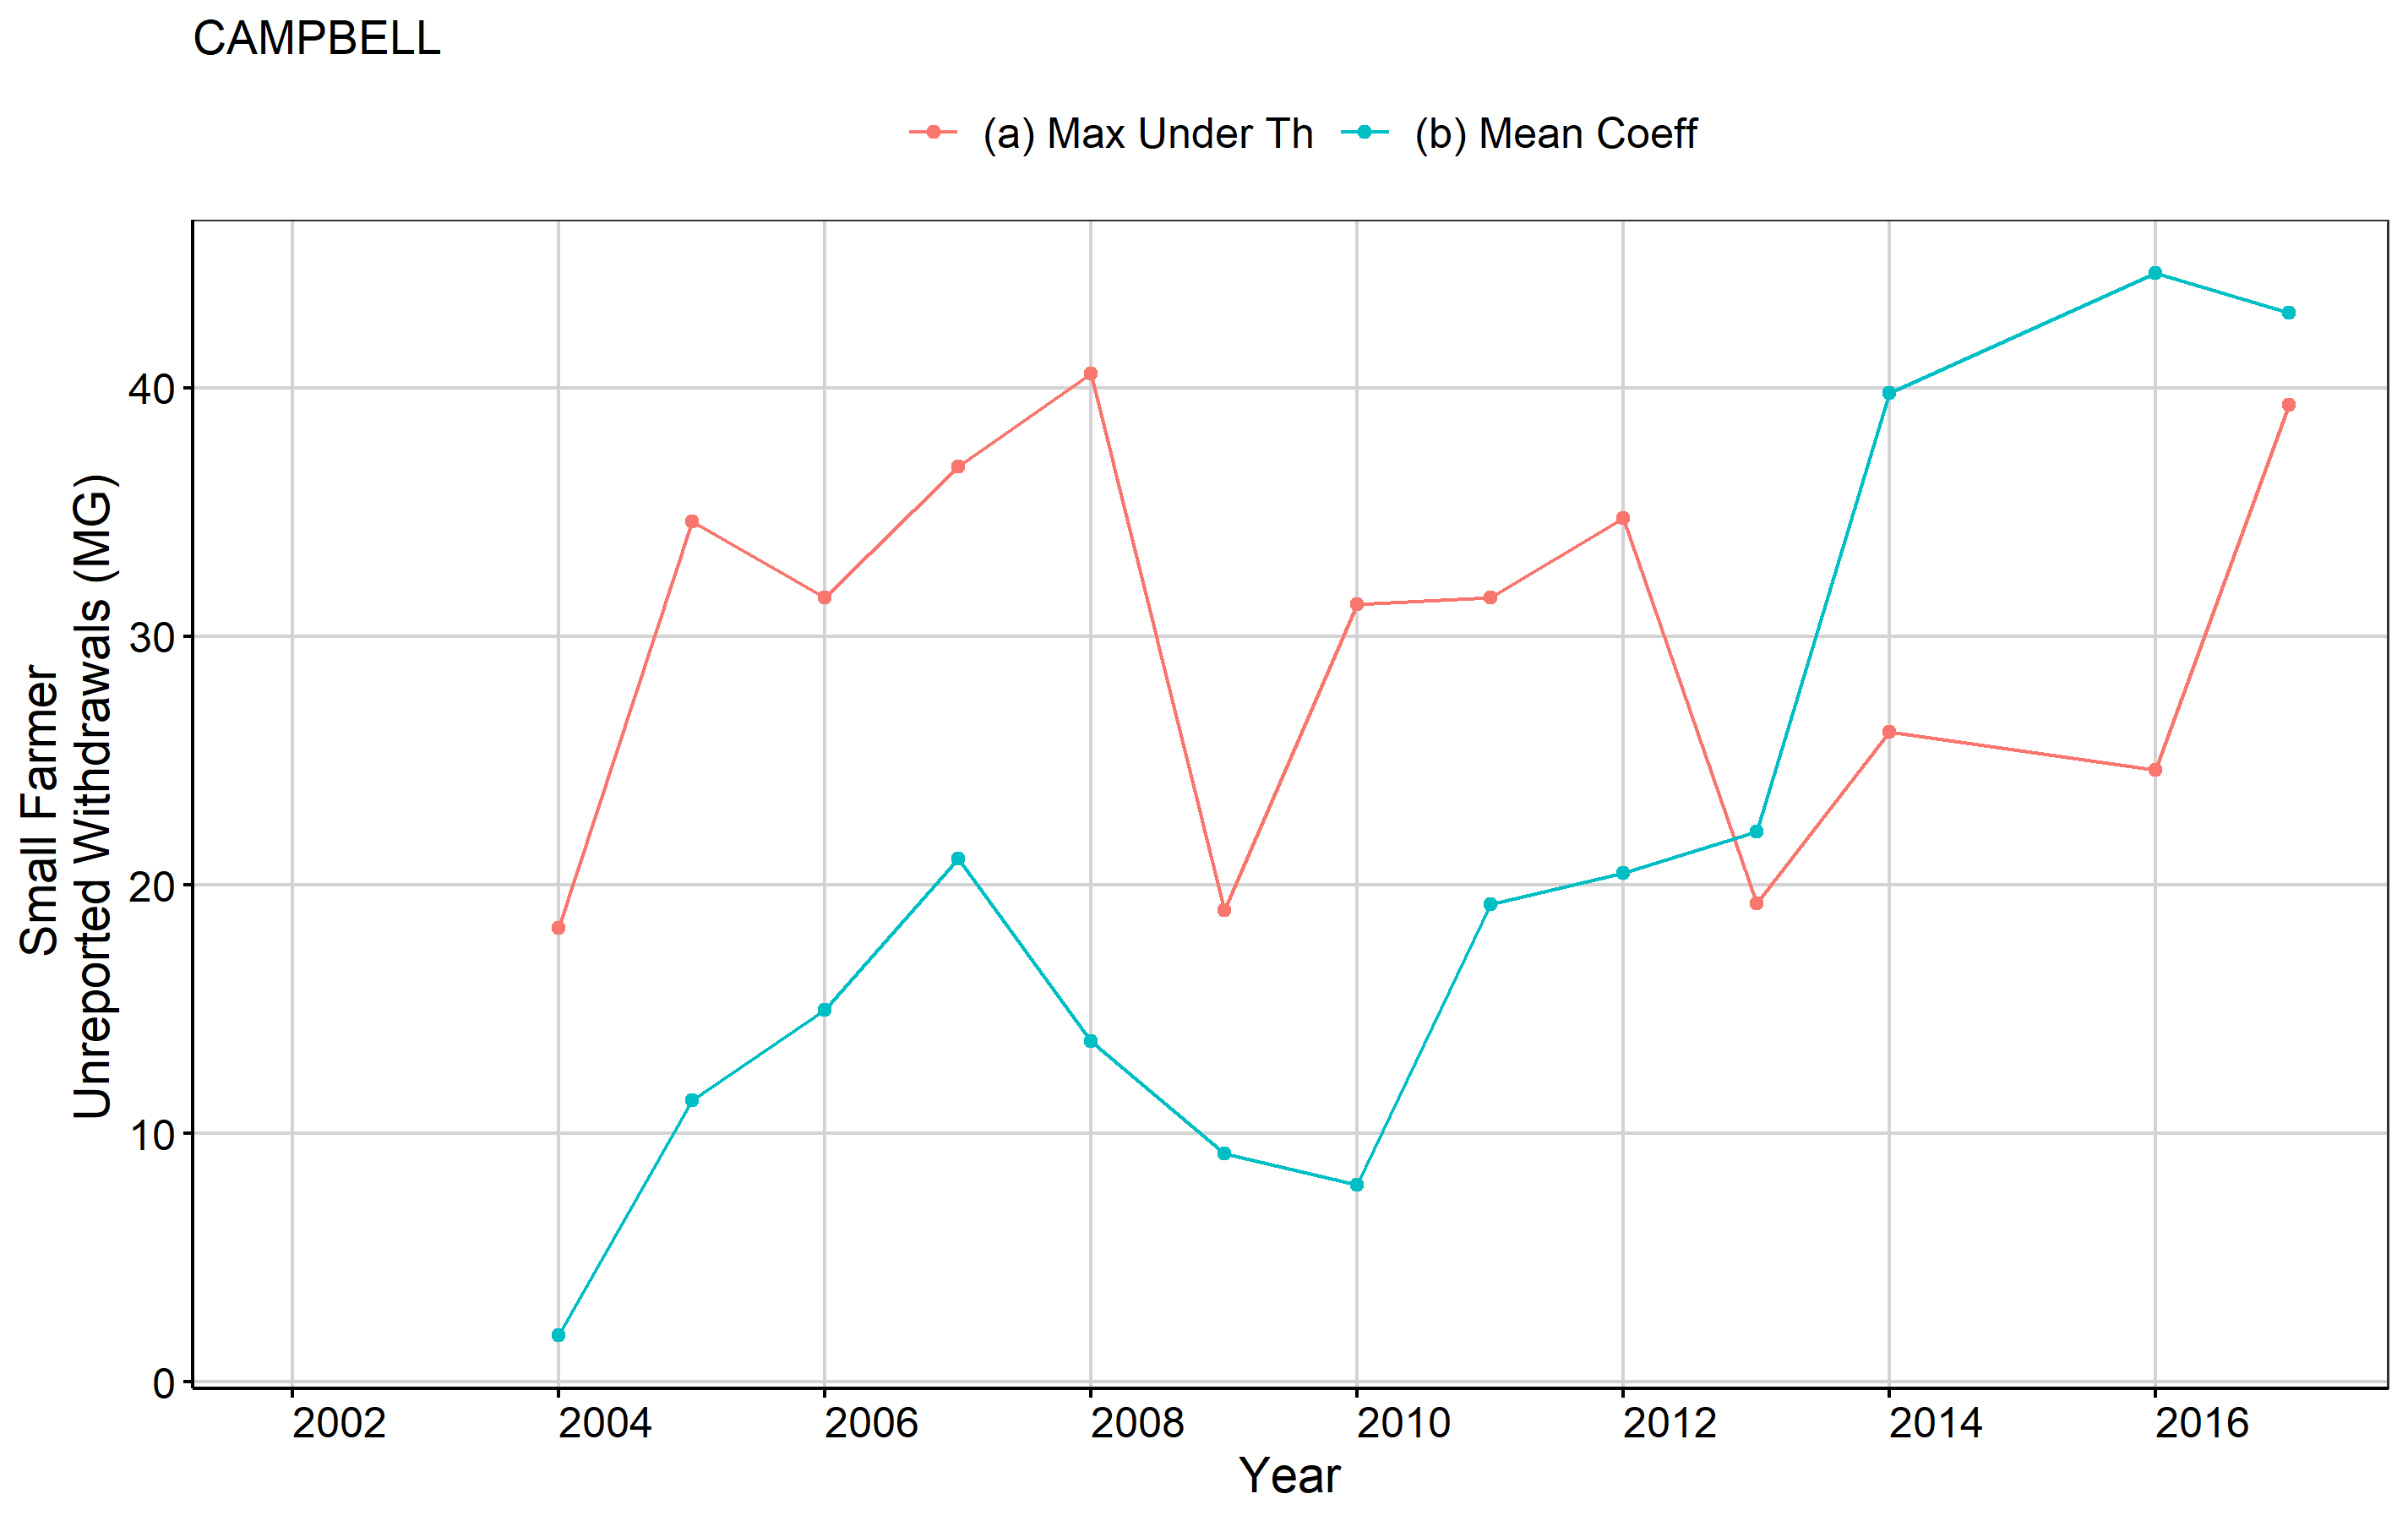 CAMPBELL
(a) Max Under Th (b) Mean Coeff
Small Farmer
Unreported Withdrawals (MG)
40
30
20
10
0
2002 2004 2006 2008 2010 2012 2014 2016
Year